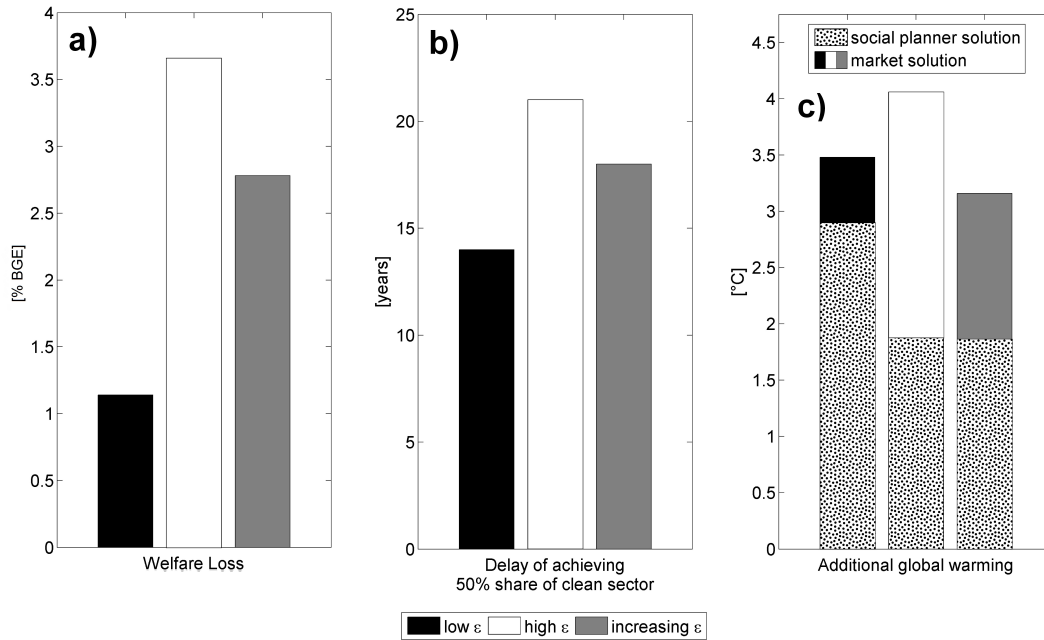 a)
4
3.5
3
2.5
2
1.5
1
0.5
0
[% BGE]
Welfare Loss
b)
25
20
15
10
5
0
[years]
Delay of achieving
50% share of clean sector
social planner solution
market solution
c)
4.5
4
3.5
3
2.5
2
1.5
1
0.5
0
[°C]
Additional global warming
low ε high ε increasing ε